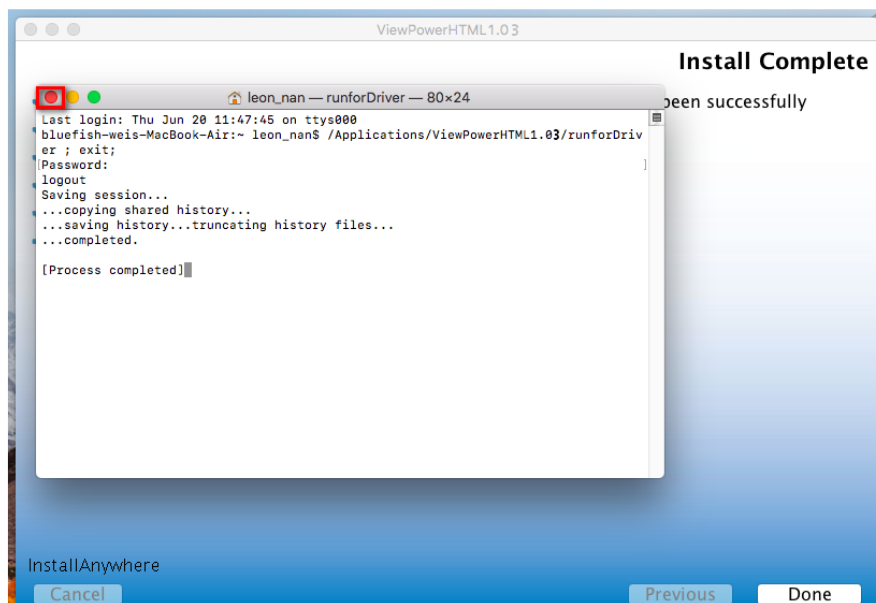 ViewPowerHTML1.03
Install Complete
been successfully
leon_nan — runforDriver — 80×24
Last login: Thu Jun 20 11:47:45 on ttys000
bluefish-weis-MacBook-Air:~ leon_nan$ /Applications/ViewPowerHTML1.03/runforDriv
er ; exit;
[Password: ]
logout
Saving session...
...copying shared history...
...saving history...truncating history files...
...completed.
[Process completed]
InstallAnywhere
Cancel
Previous
Done